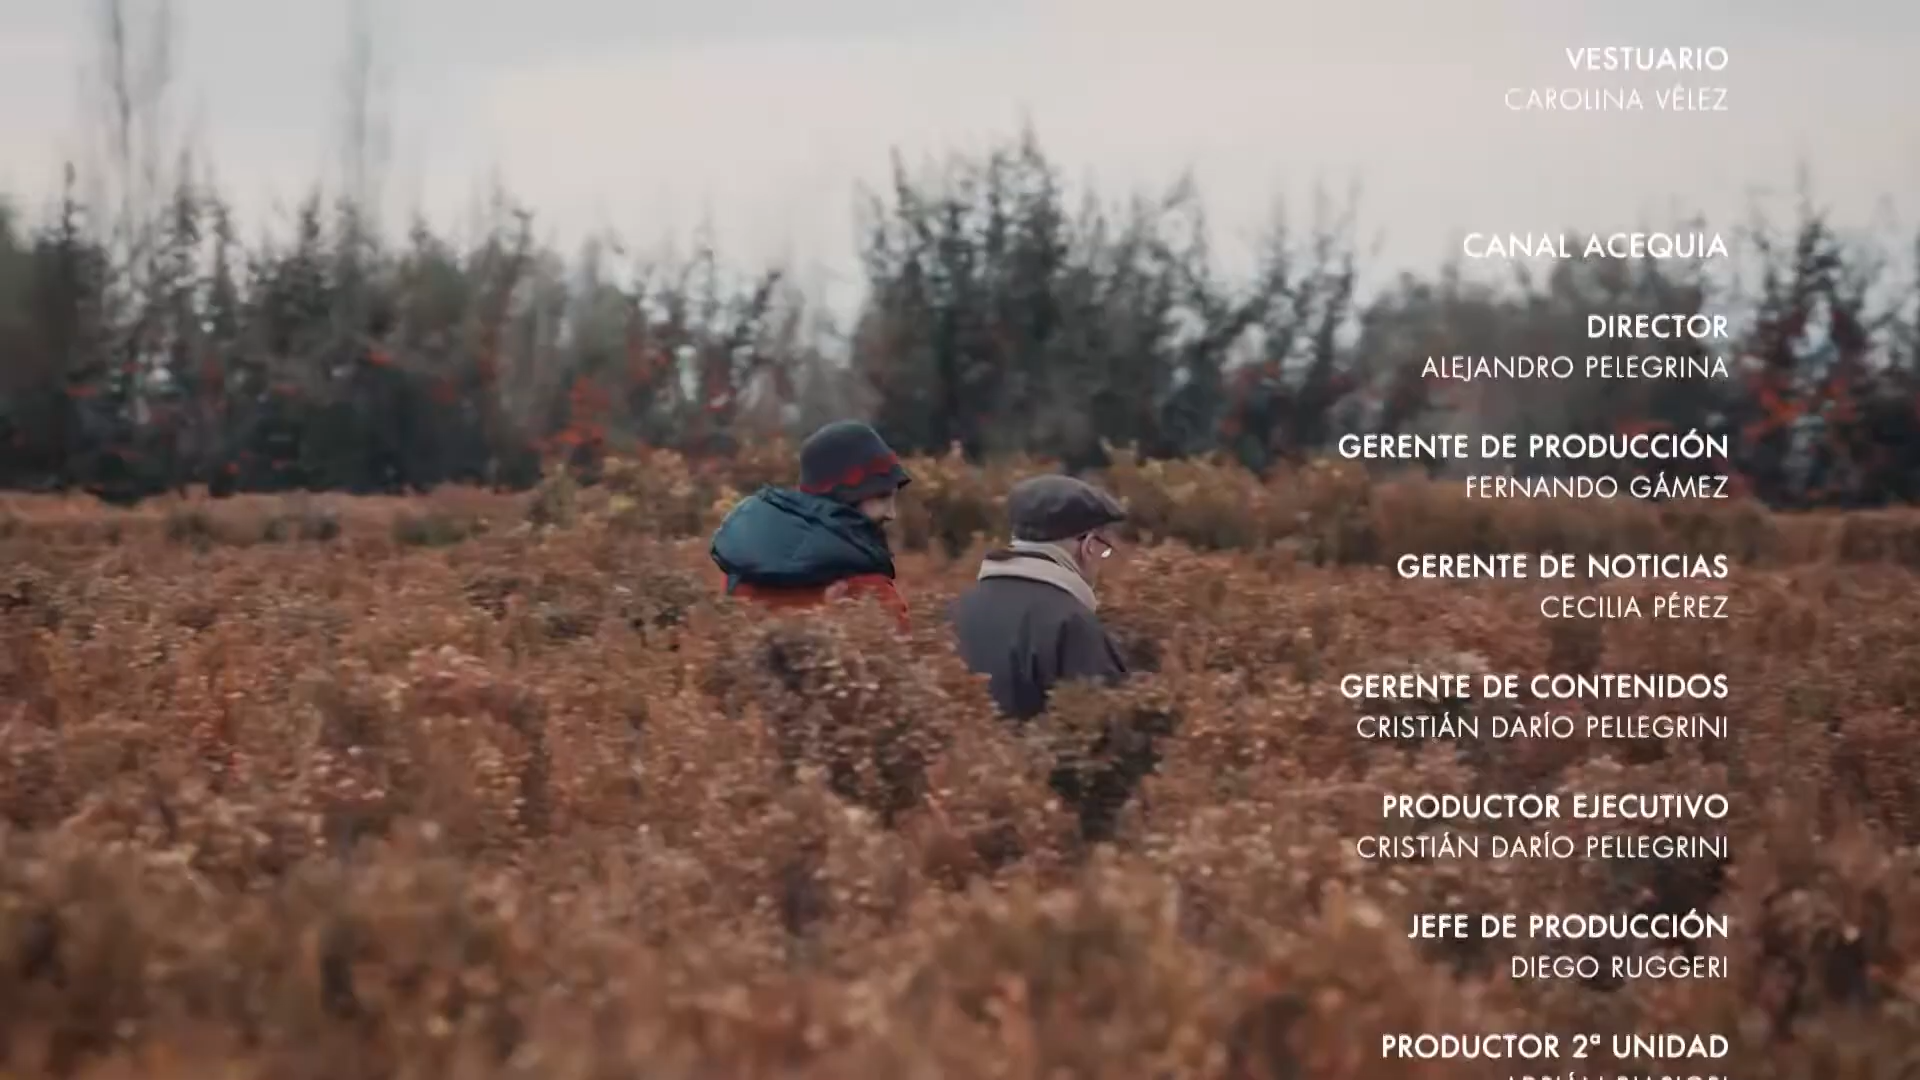 VESTUARIO
CAROLINA VÉLEZ
CANAL ACEQUIA
DIRECTOR
ALEJANDRO PELEGRINA
GERENTE DE PRODUCCIÓN
FERNANDO GÁMEZ
GERENTE DE NOTICIAS
CECILIA PÉREZ
GERENTE DE CONTENIDOS
CRISTIÁN DARÍO PELLEGRINI
PRODUCTOR EJECUTIVO
CRISTIÁN DARÍO PELLEGRINI
JEFE DE PRODUCCIÓN
DIEGO RUGGERI
PRODUCTOR 2ª UNIDAD